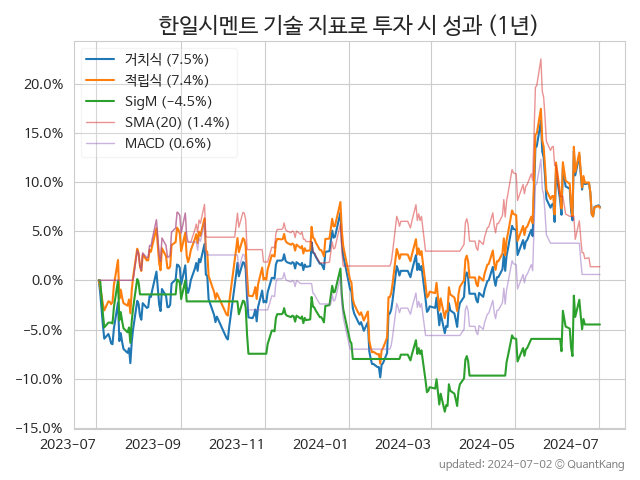 한일시멘트 기술 지표로 투자 시 성과 (1년)
거치식 (7.5%)
적립식 (7.4%)
SigM (−4.5%)
SMA(20) (1.4%)
MACD (0.6%)
20.0%
15.0%
10.0%
5.0%
0.0%
−5.0%
−10.0%
−15.0%
2023-07 2023-09 2023-11 2024-01 2024-03 2024-05 2024-07
updated: 2024-07-02 © QuantKang